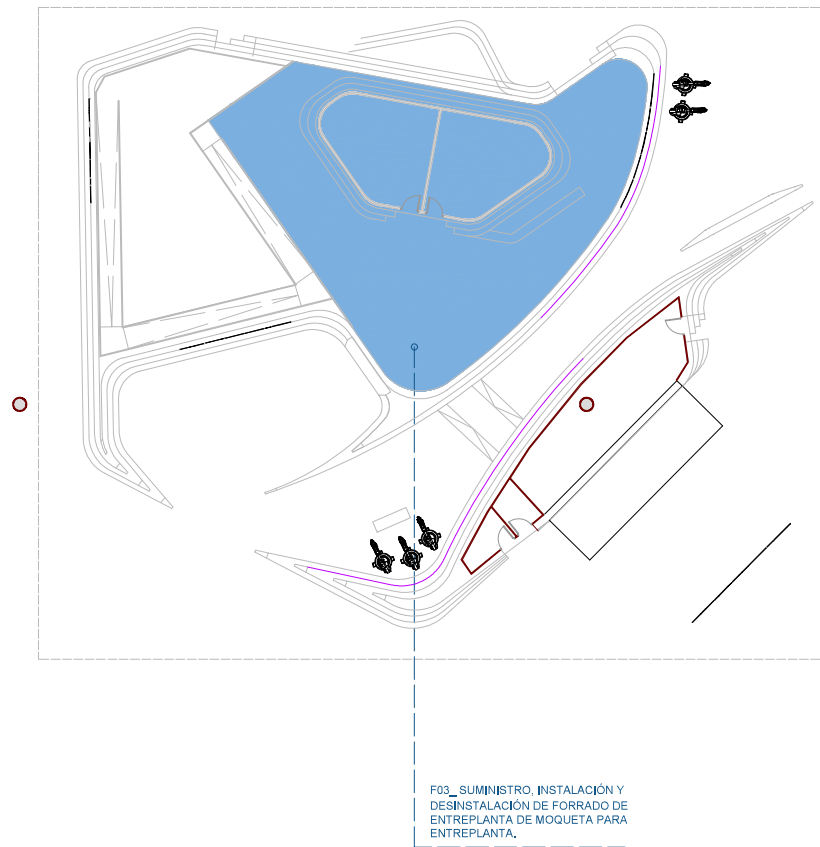 F03_ SUMINISTRO, INSTALACIÓN Y
DESINSTALACIÓN DE FORRADO DE
ENTREPLANTA DE MOQUETA PARA
ENTREPLANTA.